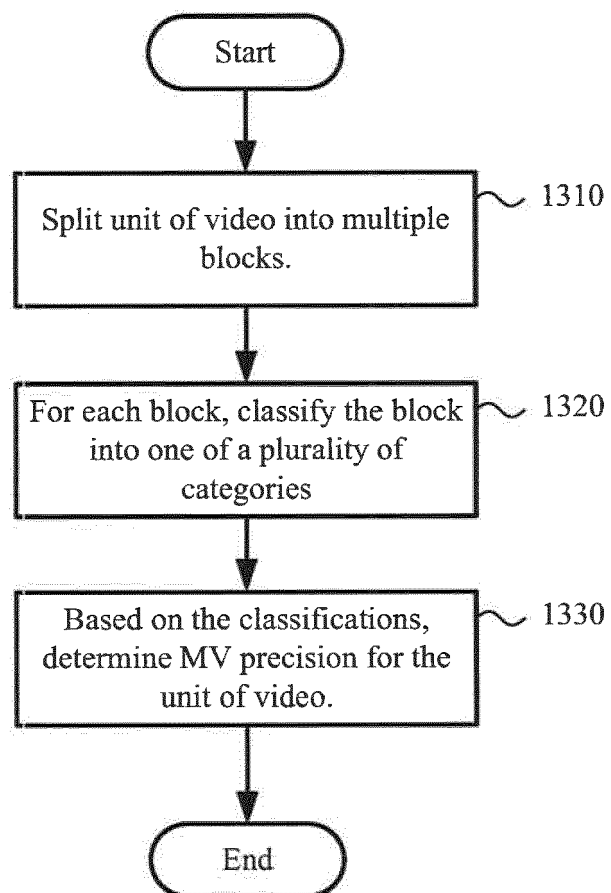 Start
1310
Split unit of video into multiple
blocks.
1320
For each block, classify the block
into one of a plurality of
categories
1330
Based on the classifications,
determine MV precision for the
unit of video.
End